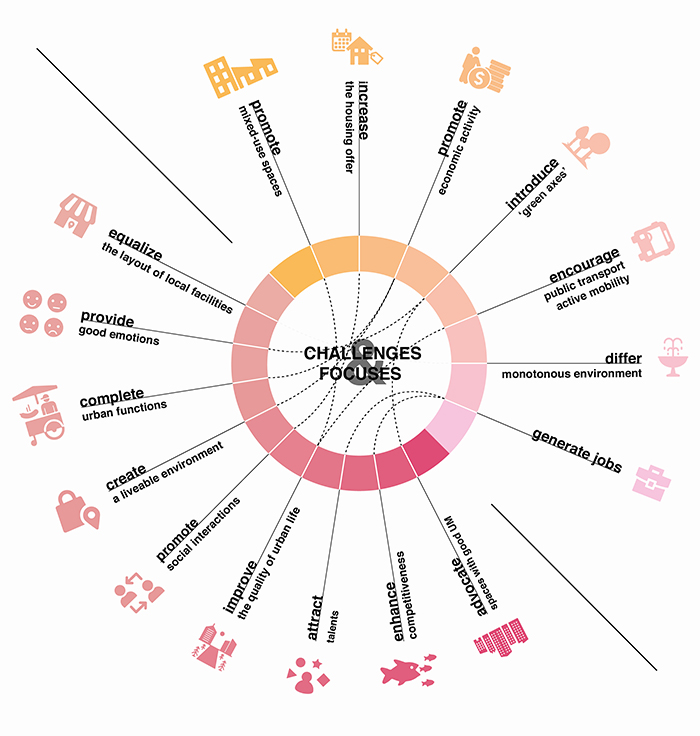 promote
mixed-use spaces
increase
the housing offer
promote
economic activity
introduce
'green axes'
encourage
public transport
active mobility
differ
monotonous environment
generate jobs
equalize
the layout of local facilities
provide
good emotions
complete
urban functions
create
a liveable environment
promote
social interactions
improve
the quality of urban life
attract
talents
enhance
competitiveness
advocate
spaces with good UM
&
CHALLENGES
FOCUSES
$